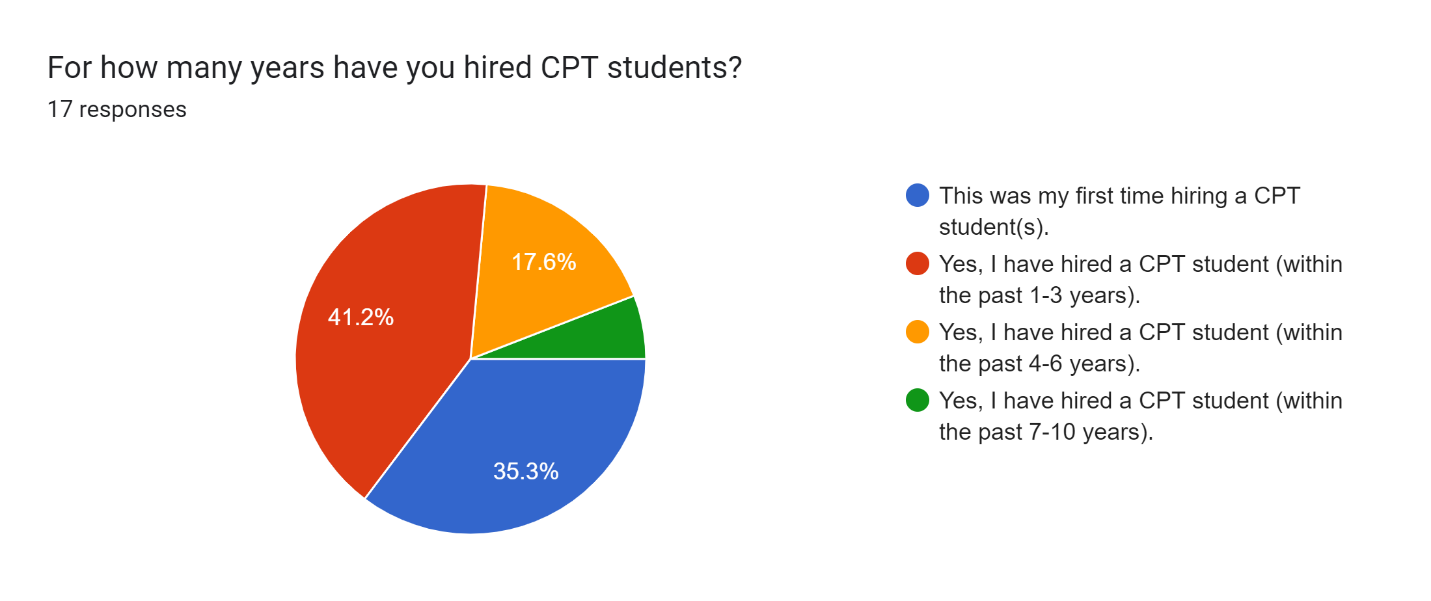 For how many years have you hired CPT students?
17 responses
17.6%
41.2%
35.3%
This was my first time hiring a CPT
student(s).
Yes, I have hired a CPT student (within
the past 1-3 years).
Yes, I have hired a CPT student (within
the past 4-6 years).
Yes, I have hired a CPT student (within
the past 7-10 years).